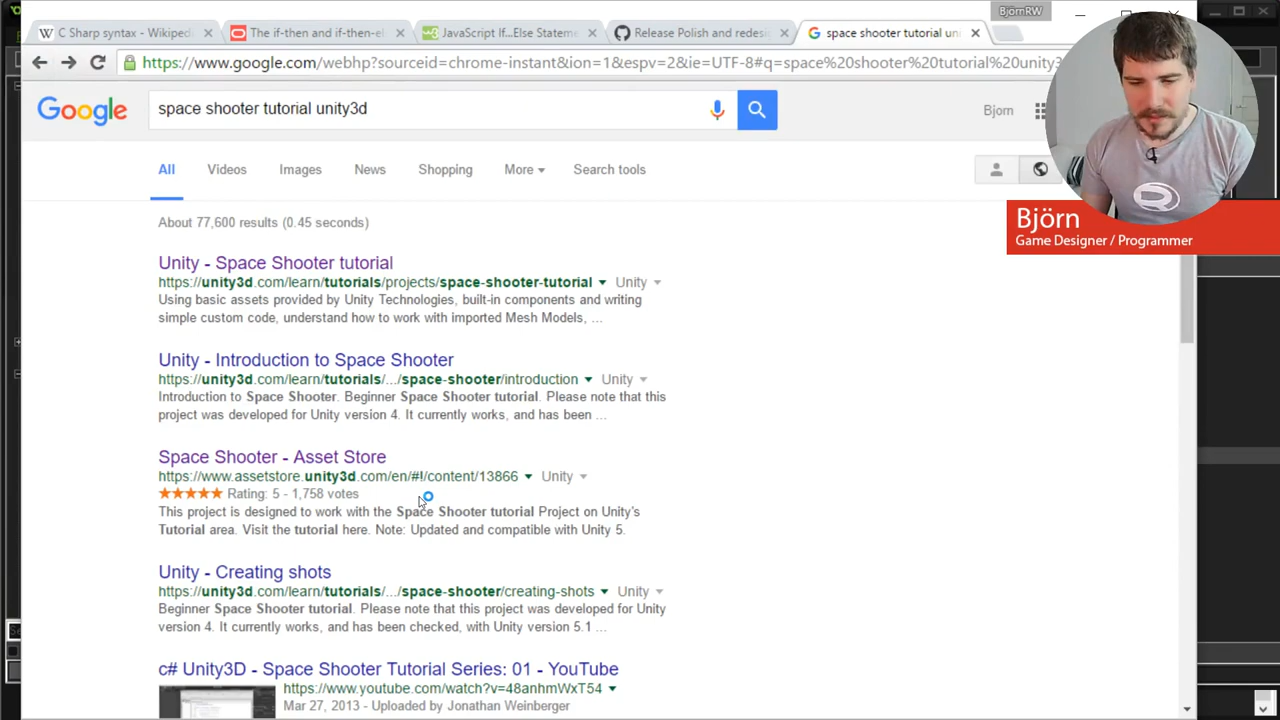 BjörnRW
C Sharp syntax - Wikiped
The if-then and if-then-el
JavaScript If...Else Stateme
Release Polish and redesi
space shooter tutorial uni
https://www.google.com/webhp?sourceid=chrome-instant&ion=1&espv=2&ie=UTF-8#q=space%20shooter%20tutorial%20unity3
Google
space shooter tutorial unity3d
Bjorn
All
Videos
Images
News
Shopping
More
Search tools
About 77,600 results (0.45 seconds)
Björn
Game Designer / Programmer
Unity - Space Shooter tutorial
https://unity3d.com/learn/tutorials/projects/space-shooter-tutorial Unity
Using basic assets provided by Unity Technologies, built-in components and writing
simple custom code, understand how to work with imported Mesh Models, ...
Unity - Introduction to Space Shooter
https://unity3d.com/learn/tutorials/.../space-shooter/introduction Unity
Introduction to Space Shooter. Beginner Space Shooter tutorial. Please note that this
project was developed for Unity version 4. It currently works, and has been ...
Space Shooter - Asset Store
https://www.assetstore.unity3d.com/en/#!/content/13866 Unity
Rating: 5 - 1,758 votes
This project is designed to work with the Space Shooter tutorial Project on Unity's
Tutorial area. Visit the tutorial here. Note: Updated and compatible with Unity 5.
Unity - Creating shots
https://unity3d.com/learn/tutorials/.../space-shooter/creating-shots Unity
Beginner Space Shooter tutorial. Please note that this project was developed for Unity
version 4. It currently works, and has been checked, with Unity version 5.1 ...
c# Unity3D - Space Shooter Tutorial Series: 01 - YouTube
https://www.youtube.com/watch?v=48anhmWxT54
Mar 27, 2013 - Uploaded by Jonathan Weinberger